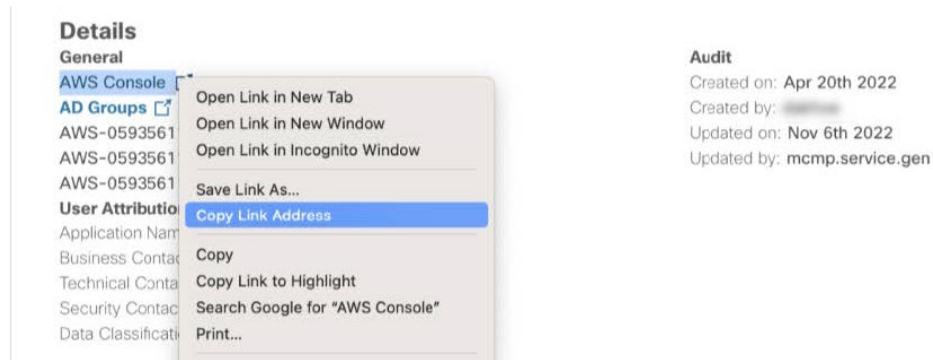 Details
General
AWS Console
AD Groups
AWS-0593561
AWS-0593561
AWS-0593561
User Attributio
Application Nam
Business Contac
Technical Conta
Security Contac
Data Classificati
Open Link in New Tab
Open Link in New Window
Open Link in Incognito Window
Save Link As...
Copy Link Address
Copy
Copy Link to Highlight
Search Google for “AWS Console”
Print...
Audit
Created on: Apr 20th 2022
Created by:
Updated on: Nov 6th 2022
Updated by: mcmp.service.gen